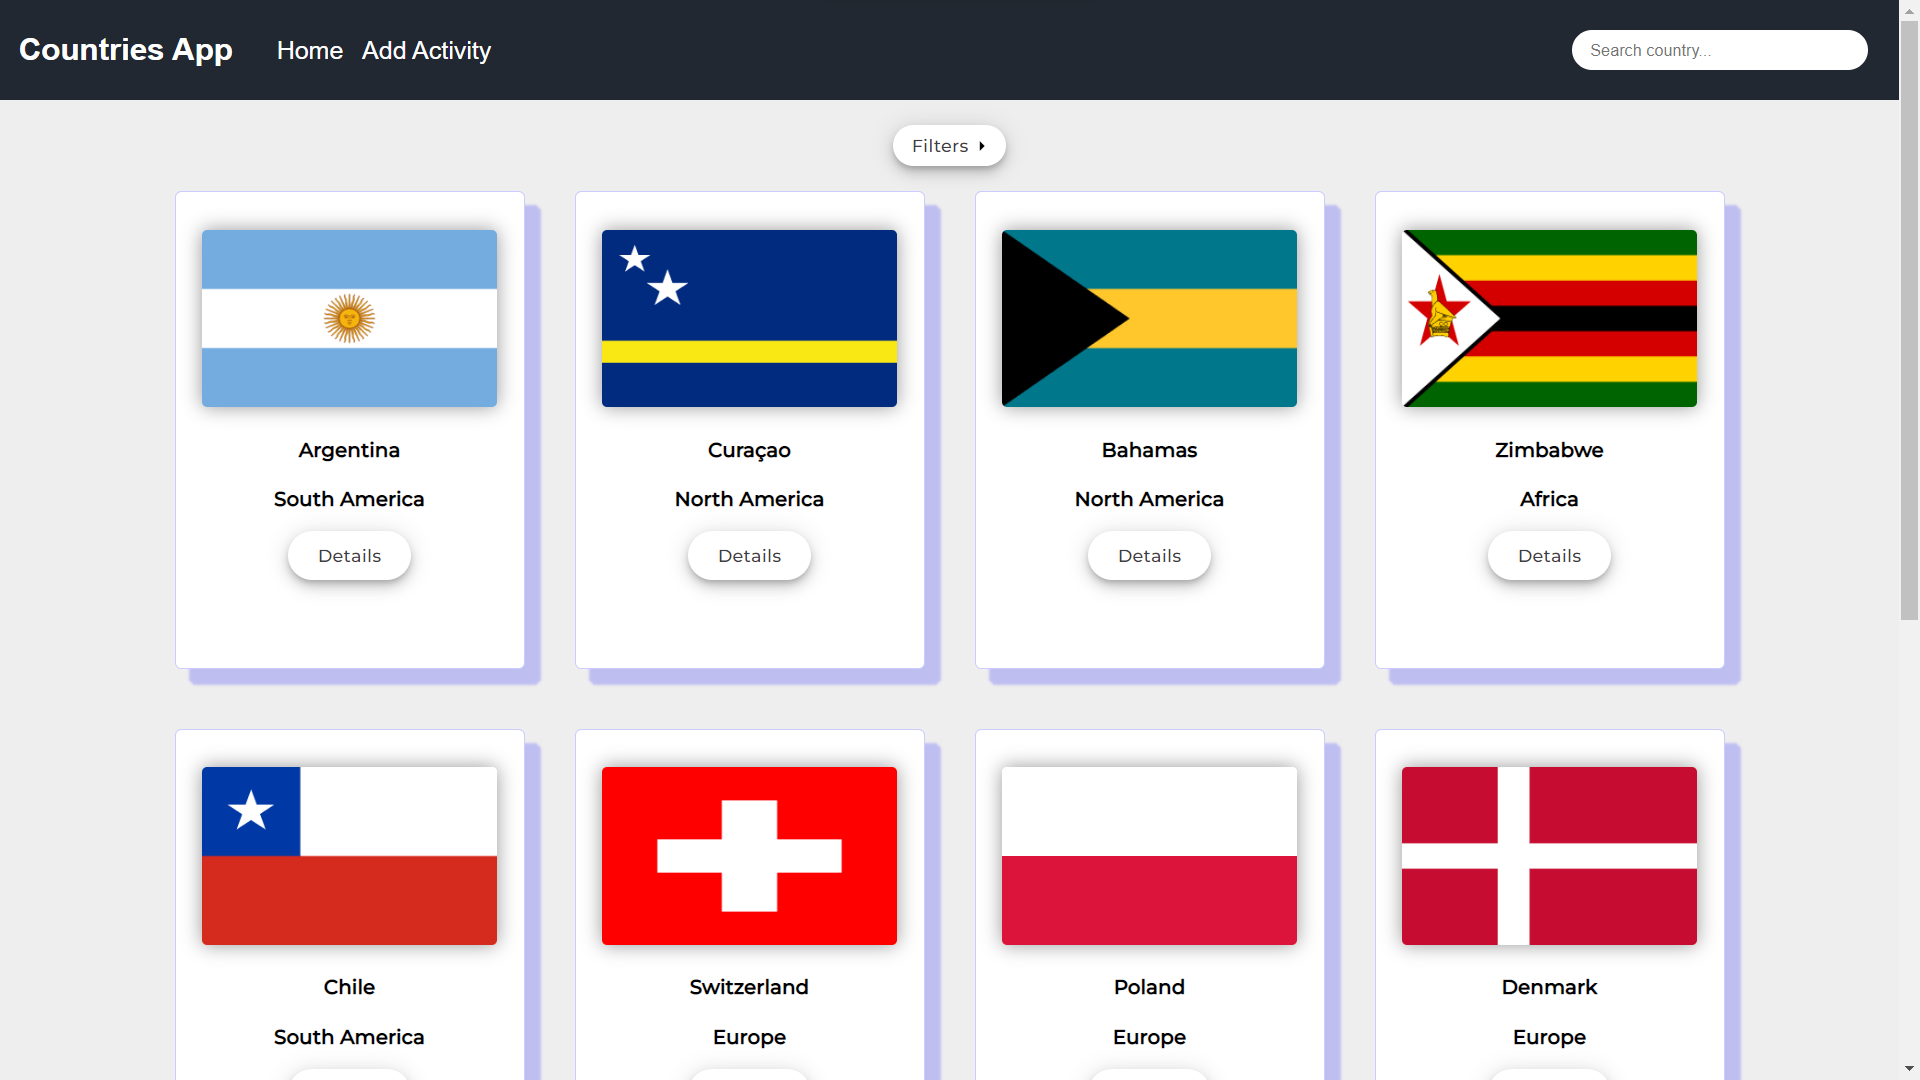 Countries App Home Add Activity Search country...
Filters
Argentina Curaçao Bahamas Zimbabwe
South America North America North America Africa
Details Details Details Details
Chile Switzerland Poland Denmark
South America Europe Europe Europe